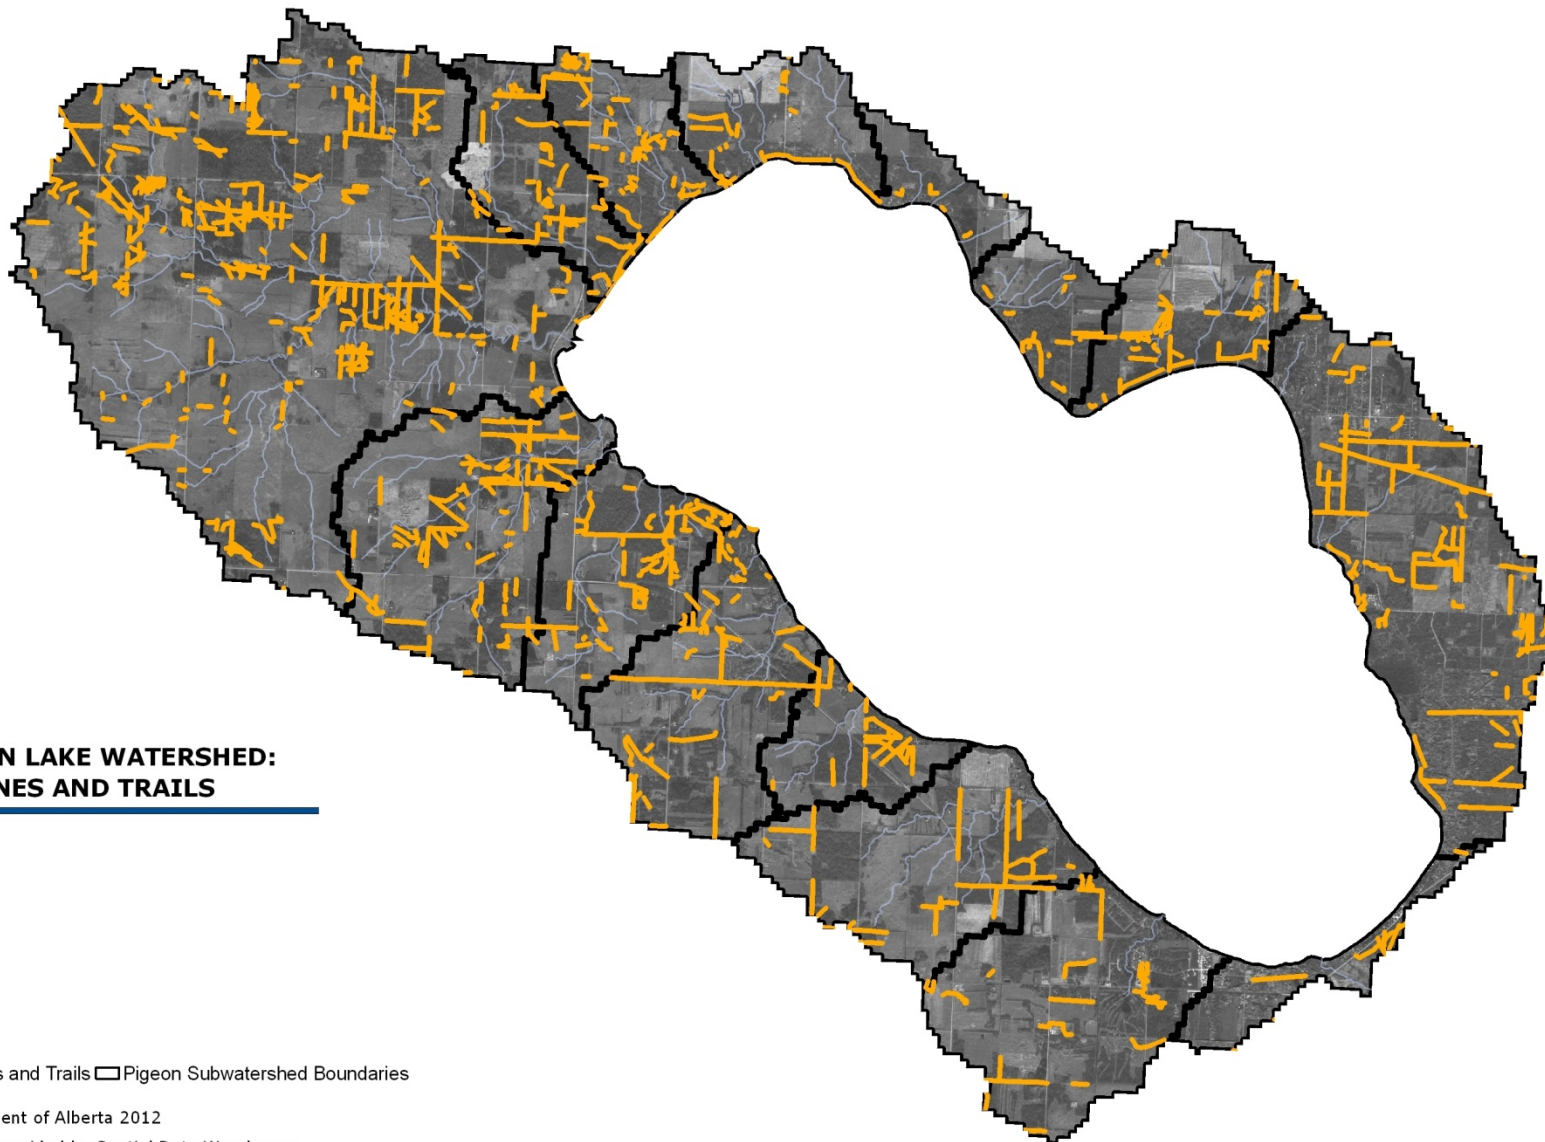 N LAKE WATERSHED:
NES AND TRAILS
s and Trails Pigeon Subwatershed Boundaries
ent of Alberta 2012